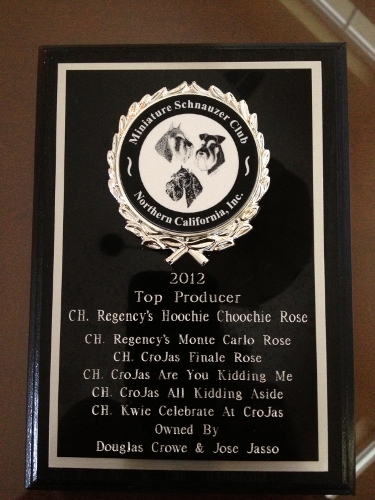 Miniature Schnauzer Club
Northern California, Inc.
2012
Top Producer
CH. Regency's Hoochie Choochie Rose
CH. Regency's Monte Carlo Rose
CH. CroJas Finale Rose
CH. CroJas Are You Kidding Me
CH. CroJas All Kidding Aside
CH. Kwic Celebrate At CroJas
Owned By
Douglas Crowe & Jose Jasso